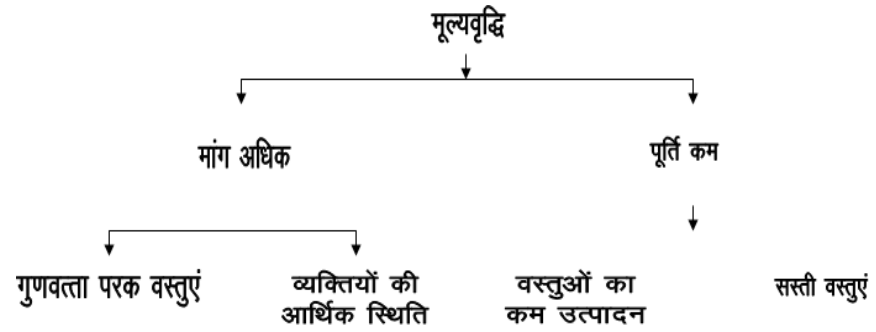 मूल्यवृद्धि
मांग अधिक
पूर्ति कम
गुणवत्ता परक वस्तुएं
व्यक्तियों की
आर्थिक स्थिति
वस्तुओं का
कम उत्पादन
सस्ती वस्तुएं